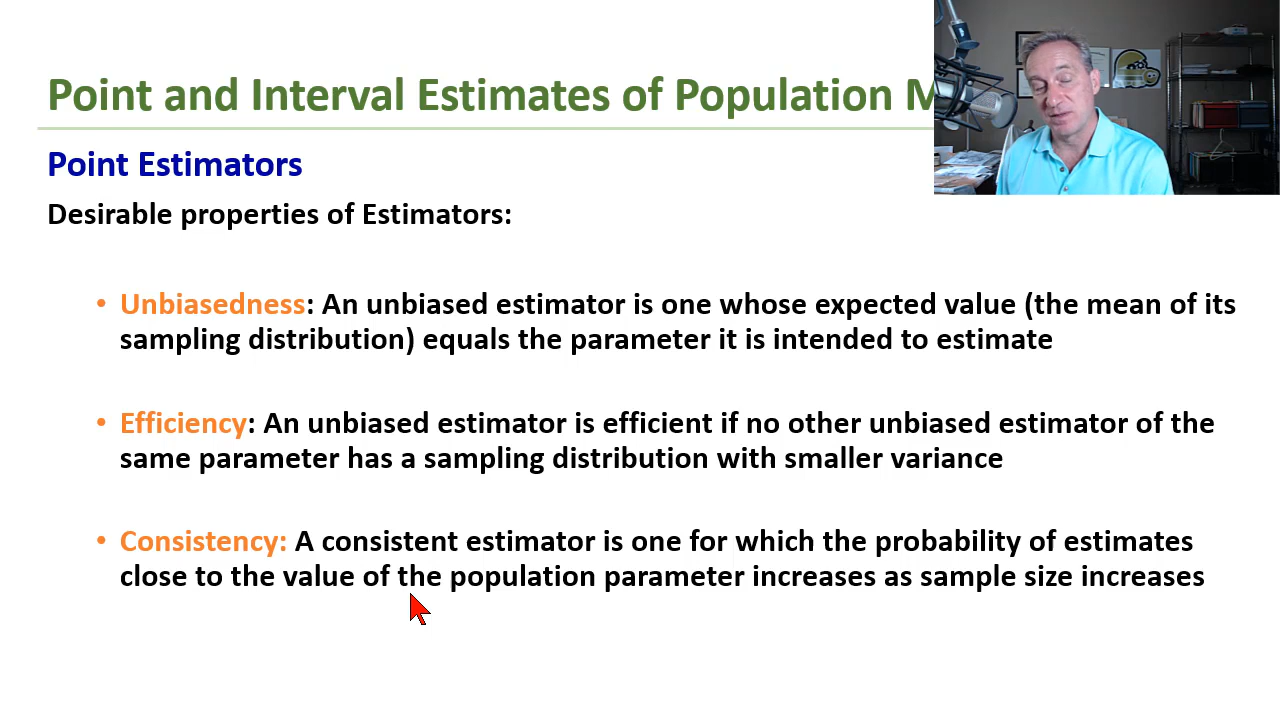 Point and Interval Estimates of Population
Point Estimators
Desirable properties of Estimators:
• Unbiasedness: An unbiased estimator is one whose expected value (the mean of its
sampling distribution) equals the parameter it is intended to estimate
• Efficiency: An unbiased estimator is efficient if no other unbiased estimator of the
same parameter has a sampling distribution with smaller variance
• Consistency: A consistent estimator is one for which the probability of estimates
close to the value of the population parameter increases as sample size increases